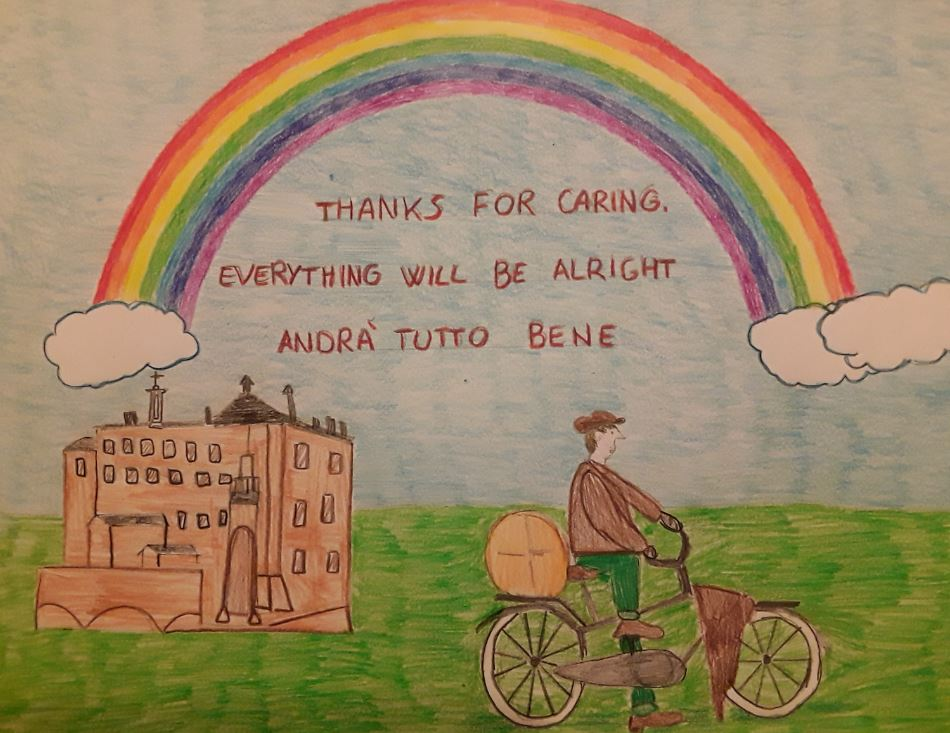 THANKS FOR CARING.
EVERYTHING WILL BE ALRIGHT
ANDRÀ TUTTO BENE